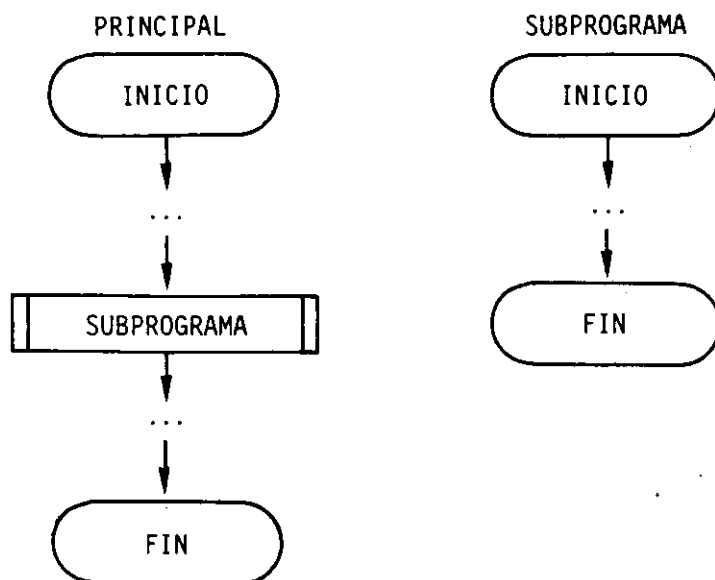 PRINCIPAL
INICIO
...
SUBPROGRAMA
...
FIN
SUBPROGRAMA
INICIO
...
FIN